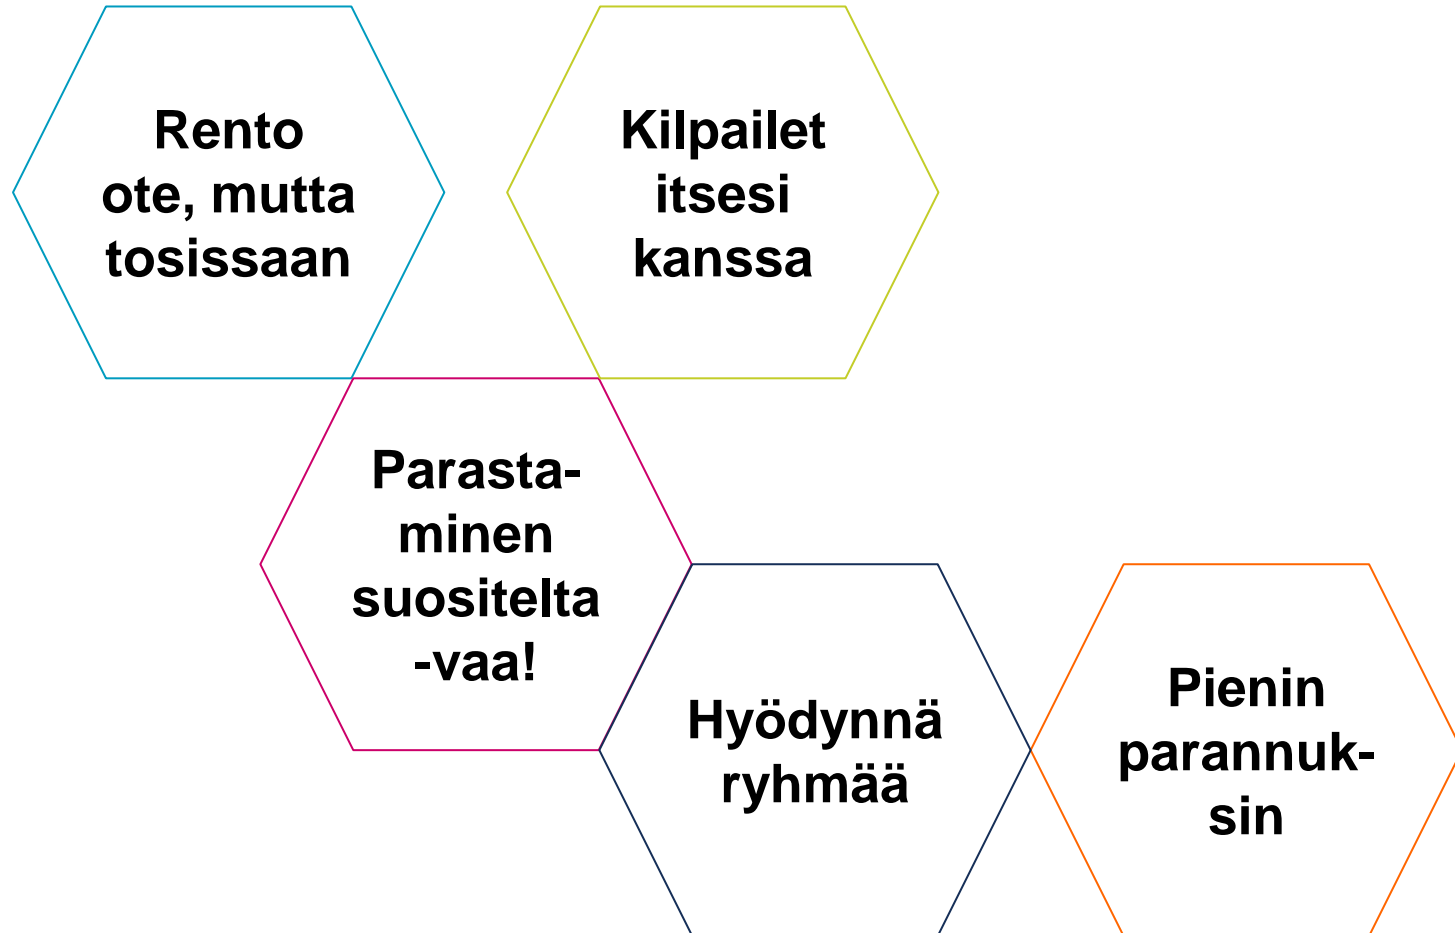 Rento
ote, mutta
tosissaan
Kilpailet
itsesi
kanssa
Parasta-
minen
suositelta
-vaa!
Hyödynnä
ryhmää
Pienin
parannuk-
sin